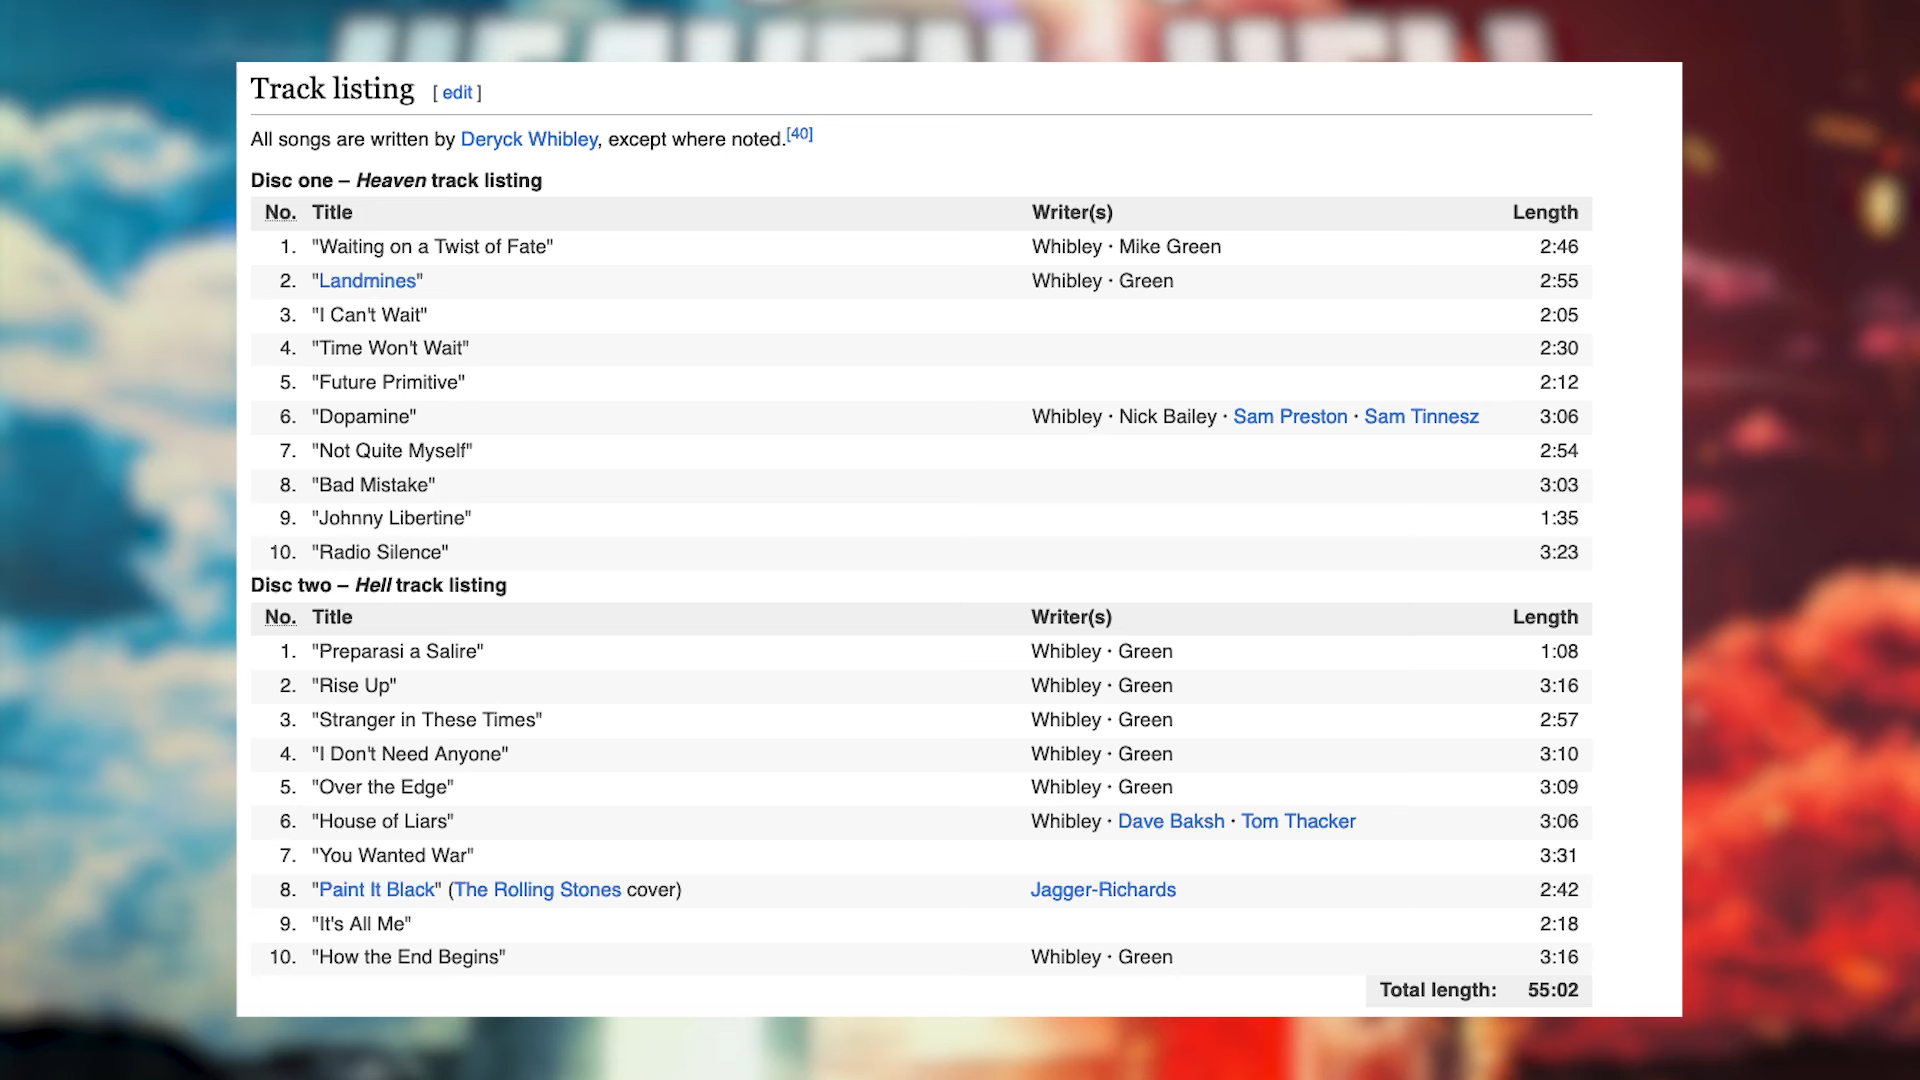 HEAVEN HELL
Track listing [ edit ]
All songs are written by Deryck Whibley, except where noted.[40]
Disc one – Heaven track listing
No. Title Writer(s) Length
1. "Waiting on a Twist of Fate" Whibley · Mike Green 2:46
2. "Landmines" Whibley · Green 2:55
3. "I Can't Wait" 2:05
4. "Time Won't Wait" 2:30
5. "Future Primitive" 2:12
6. "Dopamine" Whibley · Nick Bailey · Sam Preston · Sam Tinnesz 3:06
7. "Not Quite Myself" 2:54
8. "Bad Mistake" 3:03
9. "Johnny Libertine" 1:35
10. "Radio Silence" 3:23
Disc two – Hell track listing
No. Title Writer(s) Length
1. "Preparasi a Salire" Whibley · Green 1:08
2. "Rise Up" Whibley · Green 3:16
3. "Stranger in These Times" Whibley · Green 2:57
4. "I Don't Need Anyone" Whibley · Green 3:10
5. "Over the Edge" Whibley · Green 3:09
6. "House of Liars" Whibley · Dave Baksh · Tom Thacker 3:06
7. "You Wanted War" 3:31
8. "Paint It Black" (The Rolling Stones cover) Jagger-Richards 2:42
9. "It's All Me" 2:18
10. "How the End Begins" Whibley · Green 3:16
Total length: 55:02